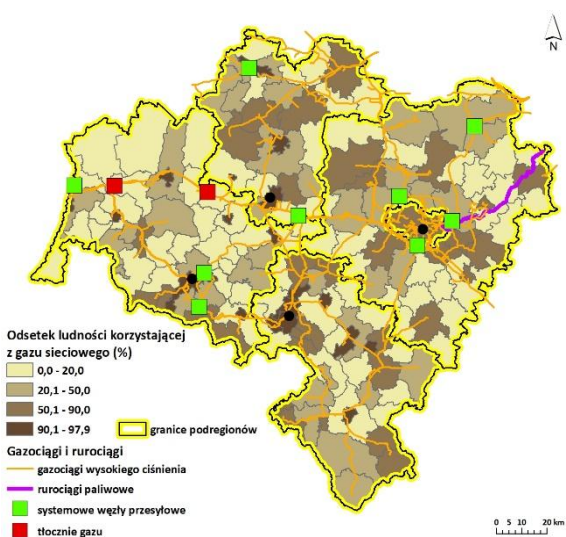 N
Odsetek ludności korzystającej
z gazu sieciowego (%)
0,0 - 20,0
20,1 - 50,0
50,1 - 90,0
90,1 - 97,9
granice podregionów
Gazociągi i rurociągi
gazociągi wysokiego ciśnienia
rurociągi paliwowe
systemowe węzły przesyłowe
tłocznie gazu
0 5 10 20 km